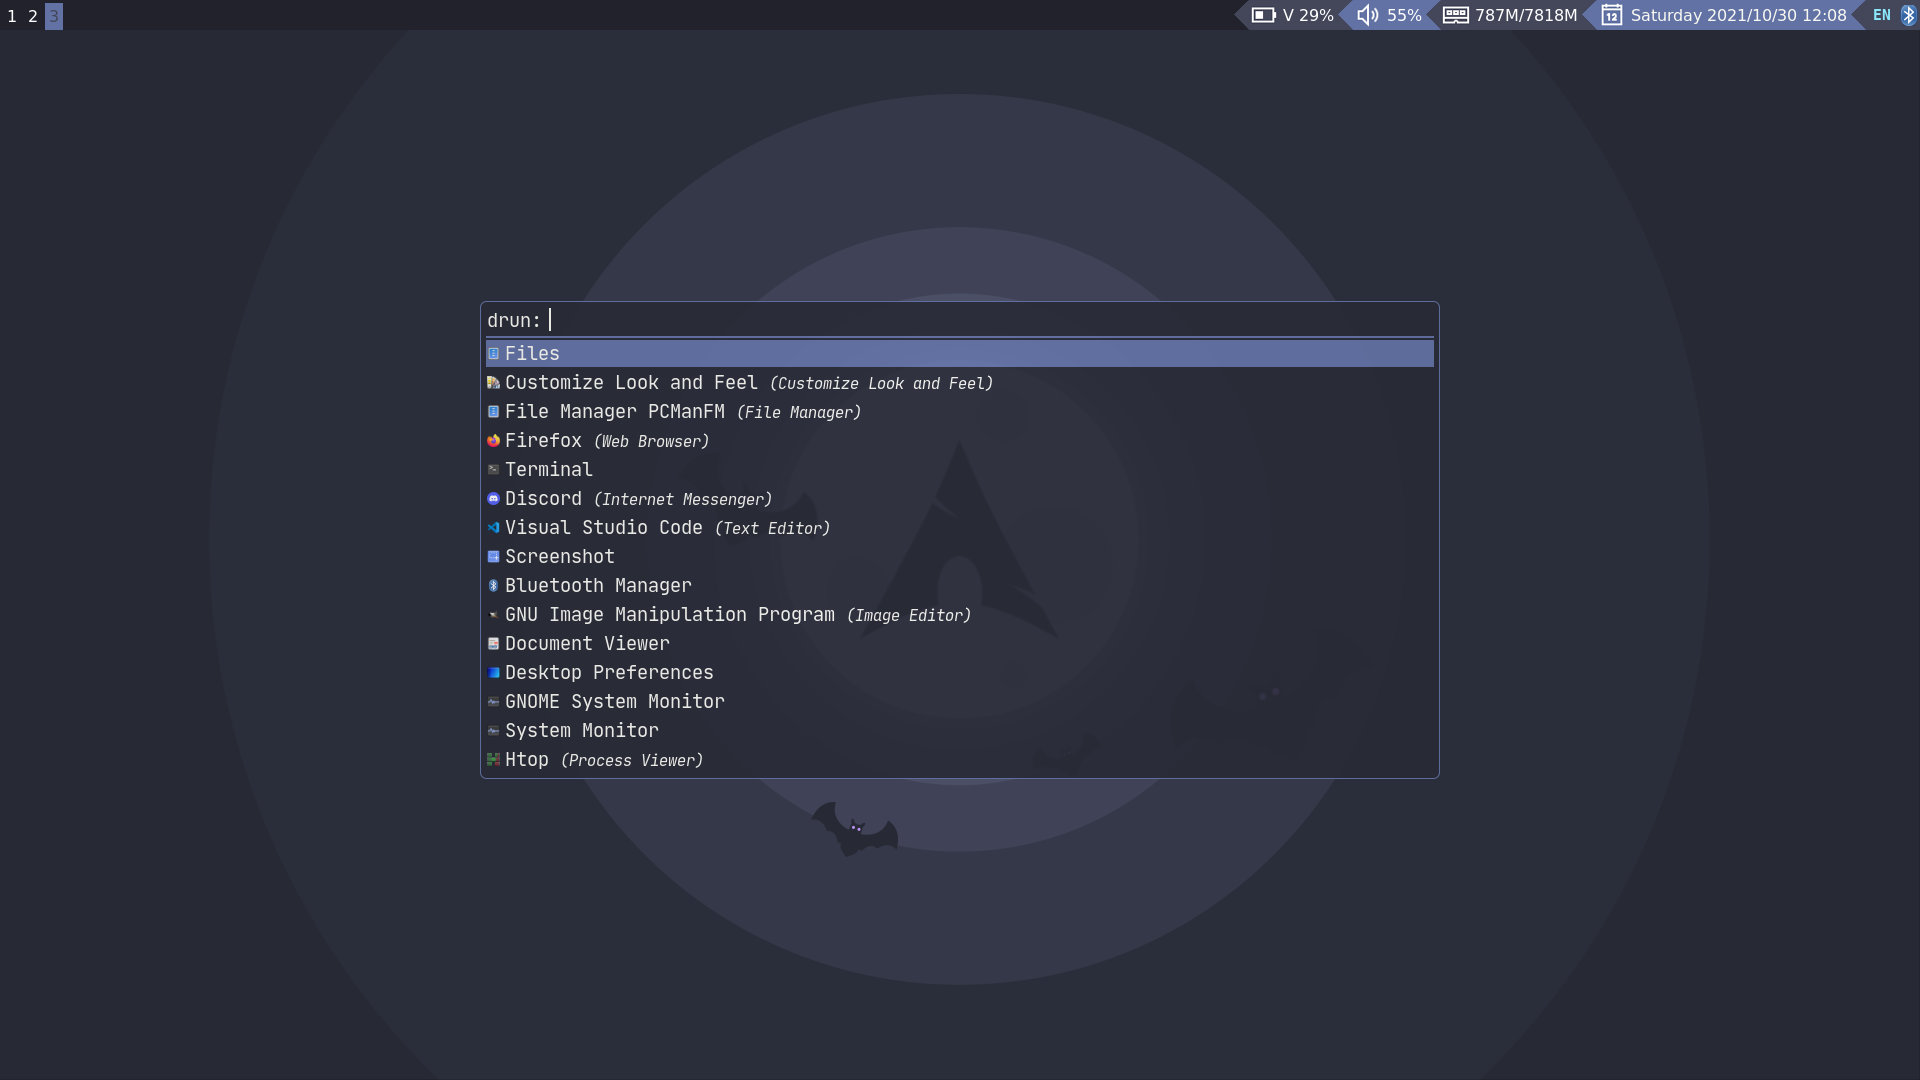 1 2 3 V 29% 55% 787M/7818M 12 Saturday 2021/10/30 12:08 EN
drun:
Files
Customize Look and Feel (Customize Look and Feel)
File Manager PCManFM (File Manager)
Firefox (Web Browser)
Terminal
Discord (Internet Messenger)
Visual Studio Code (Text Editor)
Screenshot
Bluetooth Manager
GNU Image Manipulation Program (Image Editor)
Document Viewer
Desktop Preferences
GNOME System Monitor
System Monitor
Htop (Process Viewer)